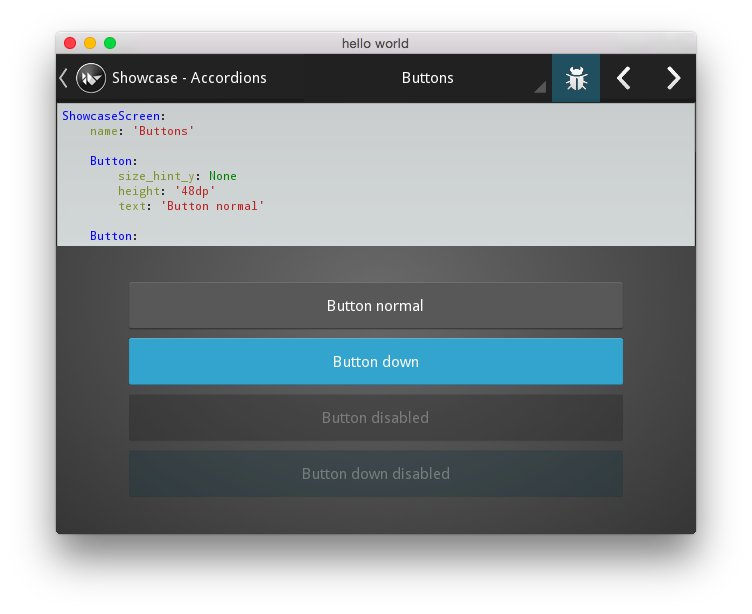 hello world
Showcase - Accordions
Buttons
ShowcaseScreen:
    name: 'Buttons'
    Button:
        size_hint_y: None
        height: '48dp'
        text: 'Button normal'
    Button:
Button normal
Button down
Button disabled
Button down disabled